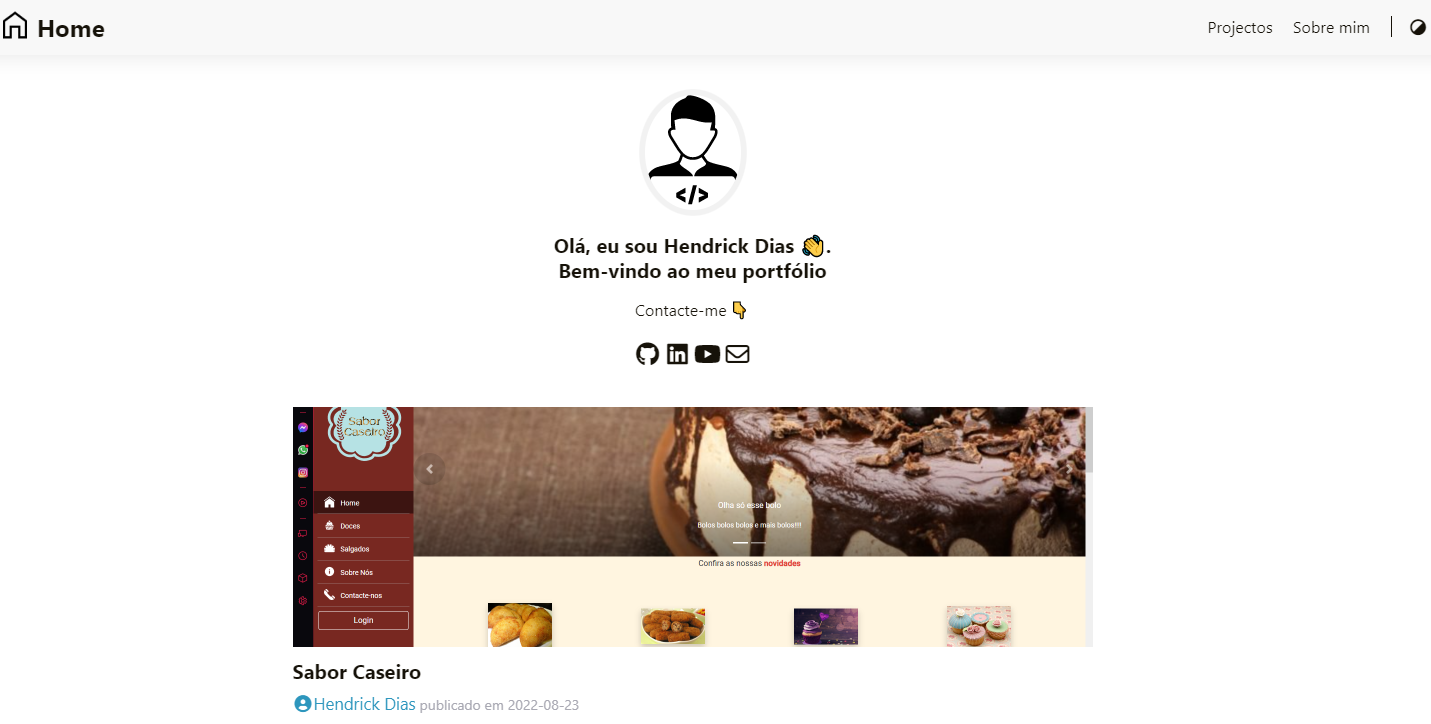 Home
Projectos Sobre mim
</>
Olá, eu sou Hendrick Dias 👋.
Bem-vindo ao meu portfólio
Contacte-me 👇
Sabor
Caseiro
Home
Doces
Salgados
Sobre Nós
Contacte-nos
Login
Olha só esse bolo
Bolos bolos bolos e mais bolos!!!!
Confira as nossas novidades
Sabor Caseiro
Hendrick Dias publicado em 2022-08-23